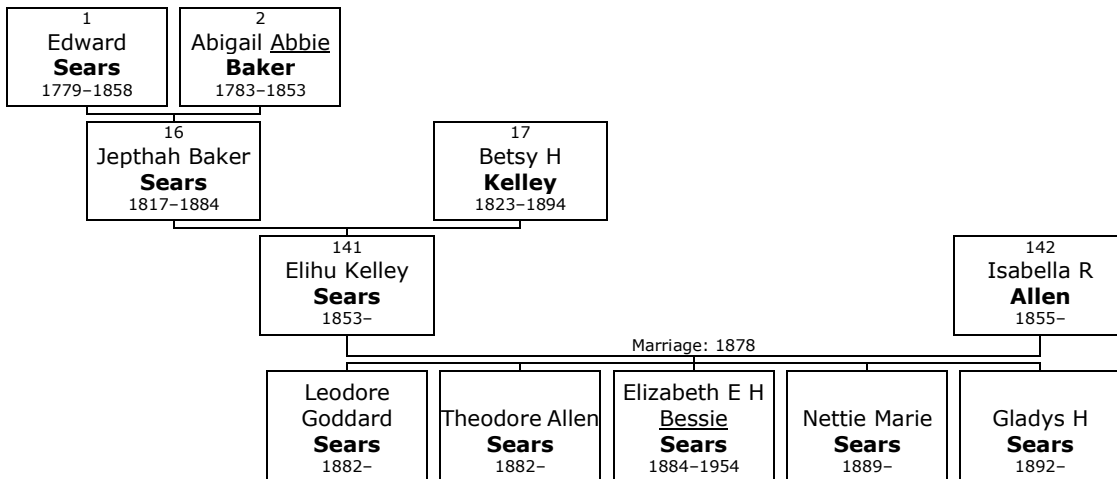 1
Edward
Sears
1779–1858
2
Abigail Abbie
Baker
1783–1853
16
Jepthah Baker
Sears
1817–1884
17
Betsy H
Kelley
1823–1894
141
Elihu Kelley
Sears
1853–
142
Isabella R
Allen
1855–
Marriage: 1878
Leodore
Goddard
Sears
1882–
Theodore Allen
Sears
1882–
Elizabeth E H
Bessie
Sears
1884–1954
Nettie Marie
Sears
1889–
Gladys H
Sears
1892–